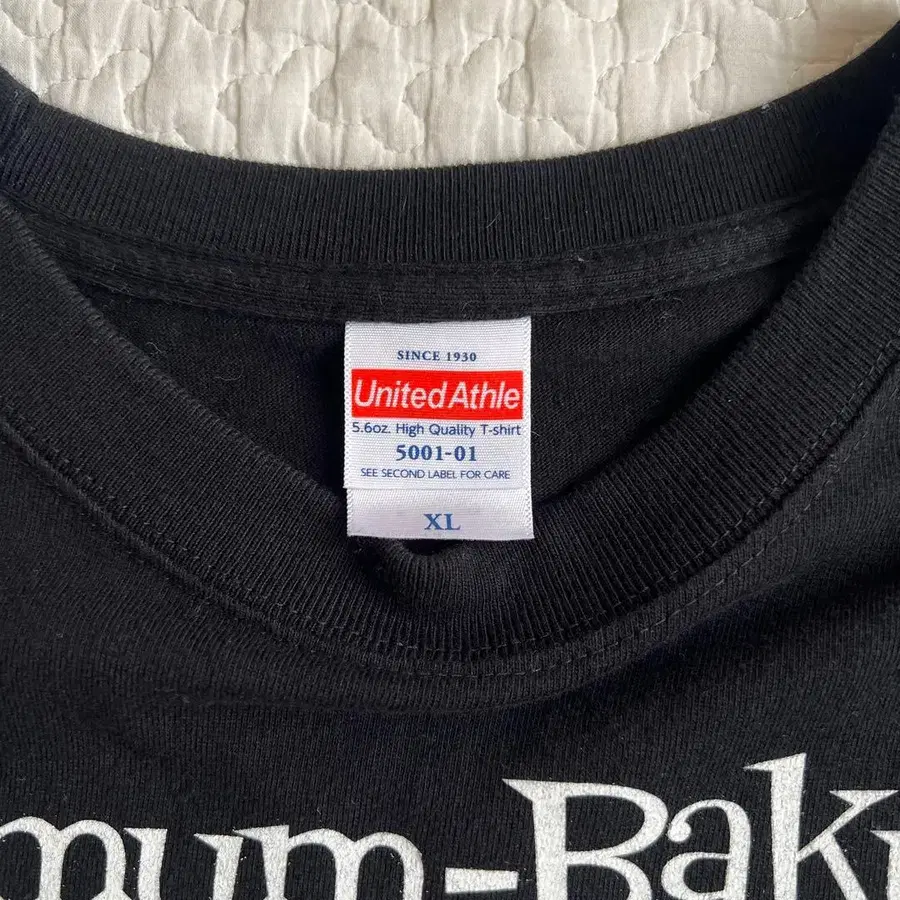 SINCE 1930
United Athle
5.6oz. High Quality T-shirt
5001-01
SEE SECOND LABEL FOR CARE
XL
mum-Bak